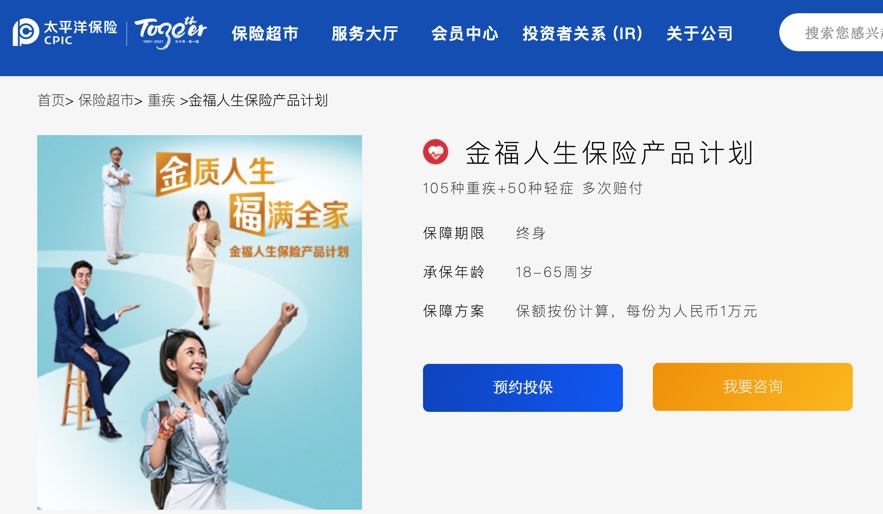 太平洋保险
CPIC
Together
保险超市 服务大厅 会员中心 投资者关系 (IR) 关于公司
首页> 保险超市> 重疾 >金福人生保险产品计划
金质人生
福满全家
金福人生保险产品计划
金福人生保险产品计划
105种重疾+50种轻症 多次赔付
保障期限 终身
承保年龄 18-65周岁
保障方案 保额按份计算，每份为人民币1万元
预约投保 我要咨询
搜索您感兴